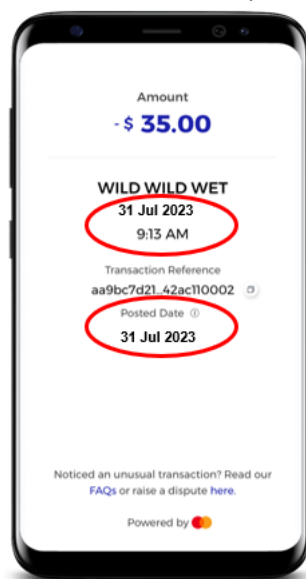 Amount
- $ 35.00
WILD WILD WET
31 Jul 2023
9:13 AM
Transaction Reference
aa9bc7d21..42ac110002
Posted Date
31 Jul 2023
Noticed an unusual transaction? Read our
FAQs or raise a dispute here.
Powered by